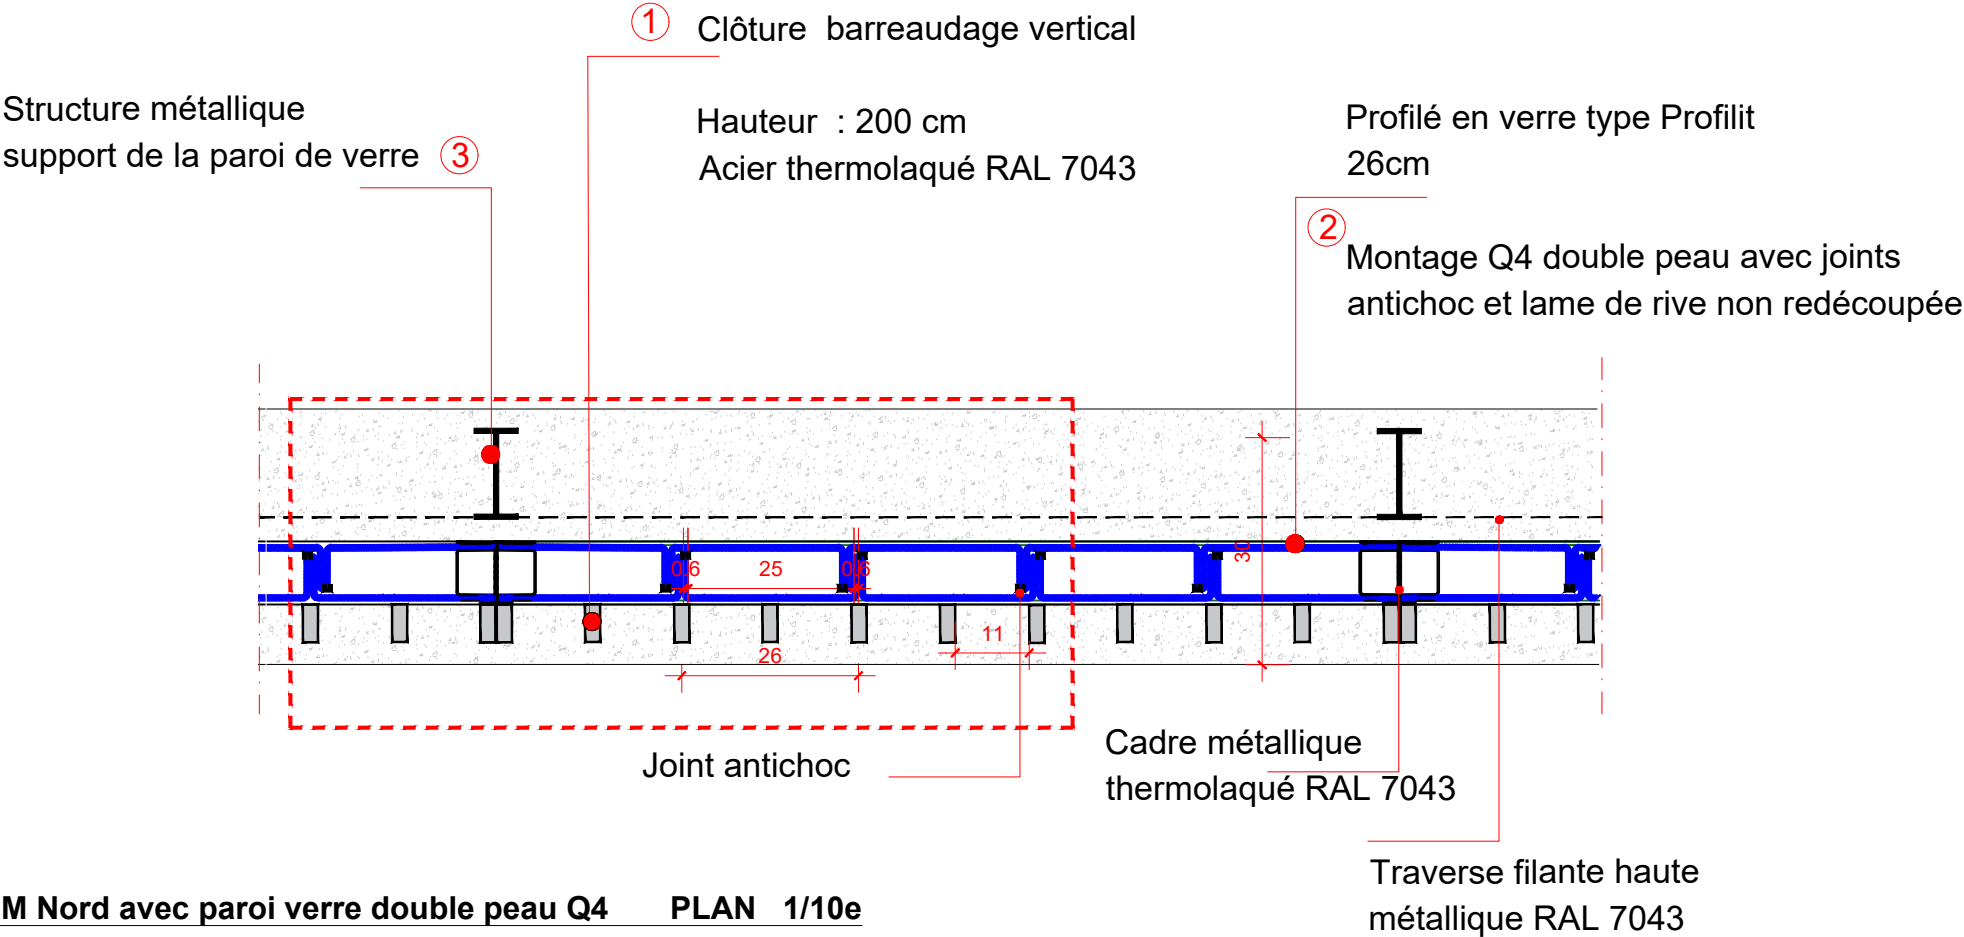 ① Clôture barreaudage vertical
Hauteur : 200 cm
Acier thermolaqué RAL 7043
Structure métallique
support de la paroi de verre ③
Profilé en verre type Profilit
26cm
② Montage Q4 double peau avec joints
antichoc et lame de rive non redécoupée
0.6
25
0.6
30
11
26
Joint antichoc
Cadre métallique
thermolaqué RAL 7043
Traverse filante haute
métallique RAL 7043
M Nord avec paroi verre double peau Q4 PLAN 1/10e